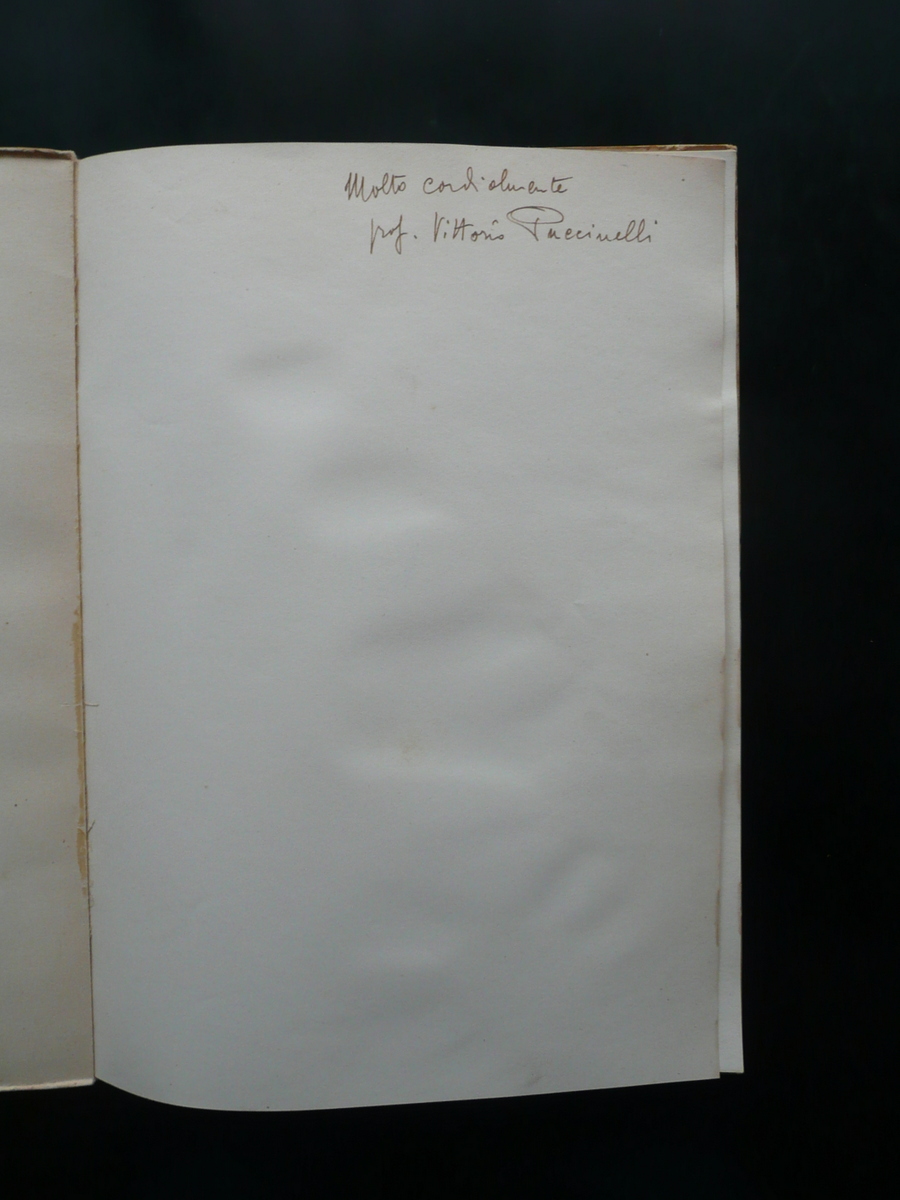 Molto cordialmente
prof. Vittorio Puccinelli